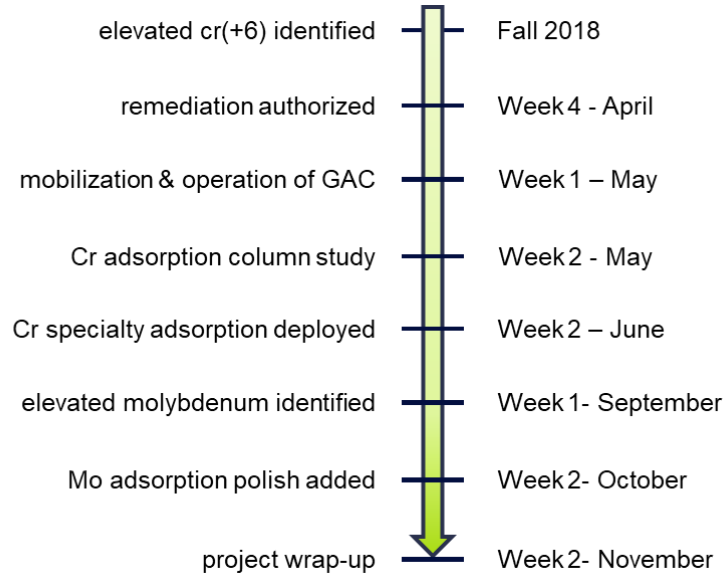 elevated cr(+6) identified Fall 2018
remediation authorized Week 4 - April
mobilization & operation of GAC Week 1 – May
Cr adsorption column study Week 2 - May
Cr specialty adsorption deployed Week 2 – June
elevated molybdenum identified Week 1- September
Mo adsorption polish added Week 2- October
project wrap-up Week 2- November